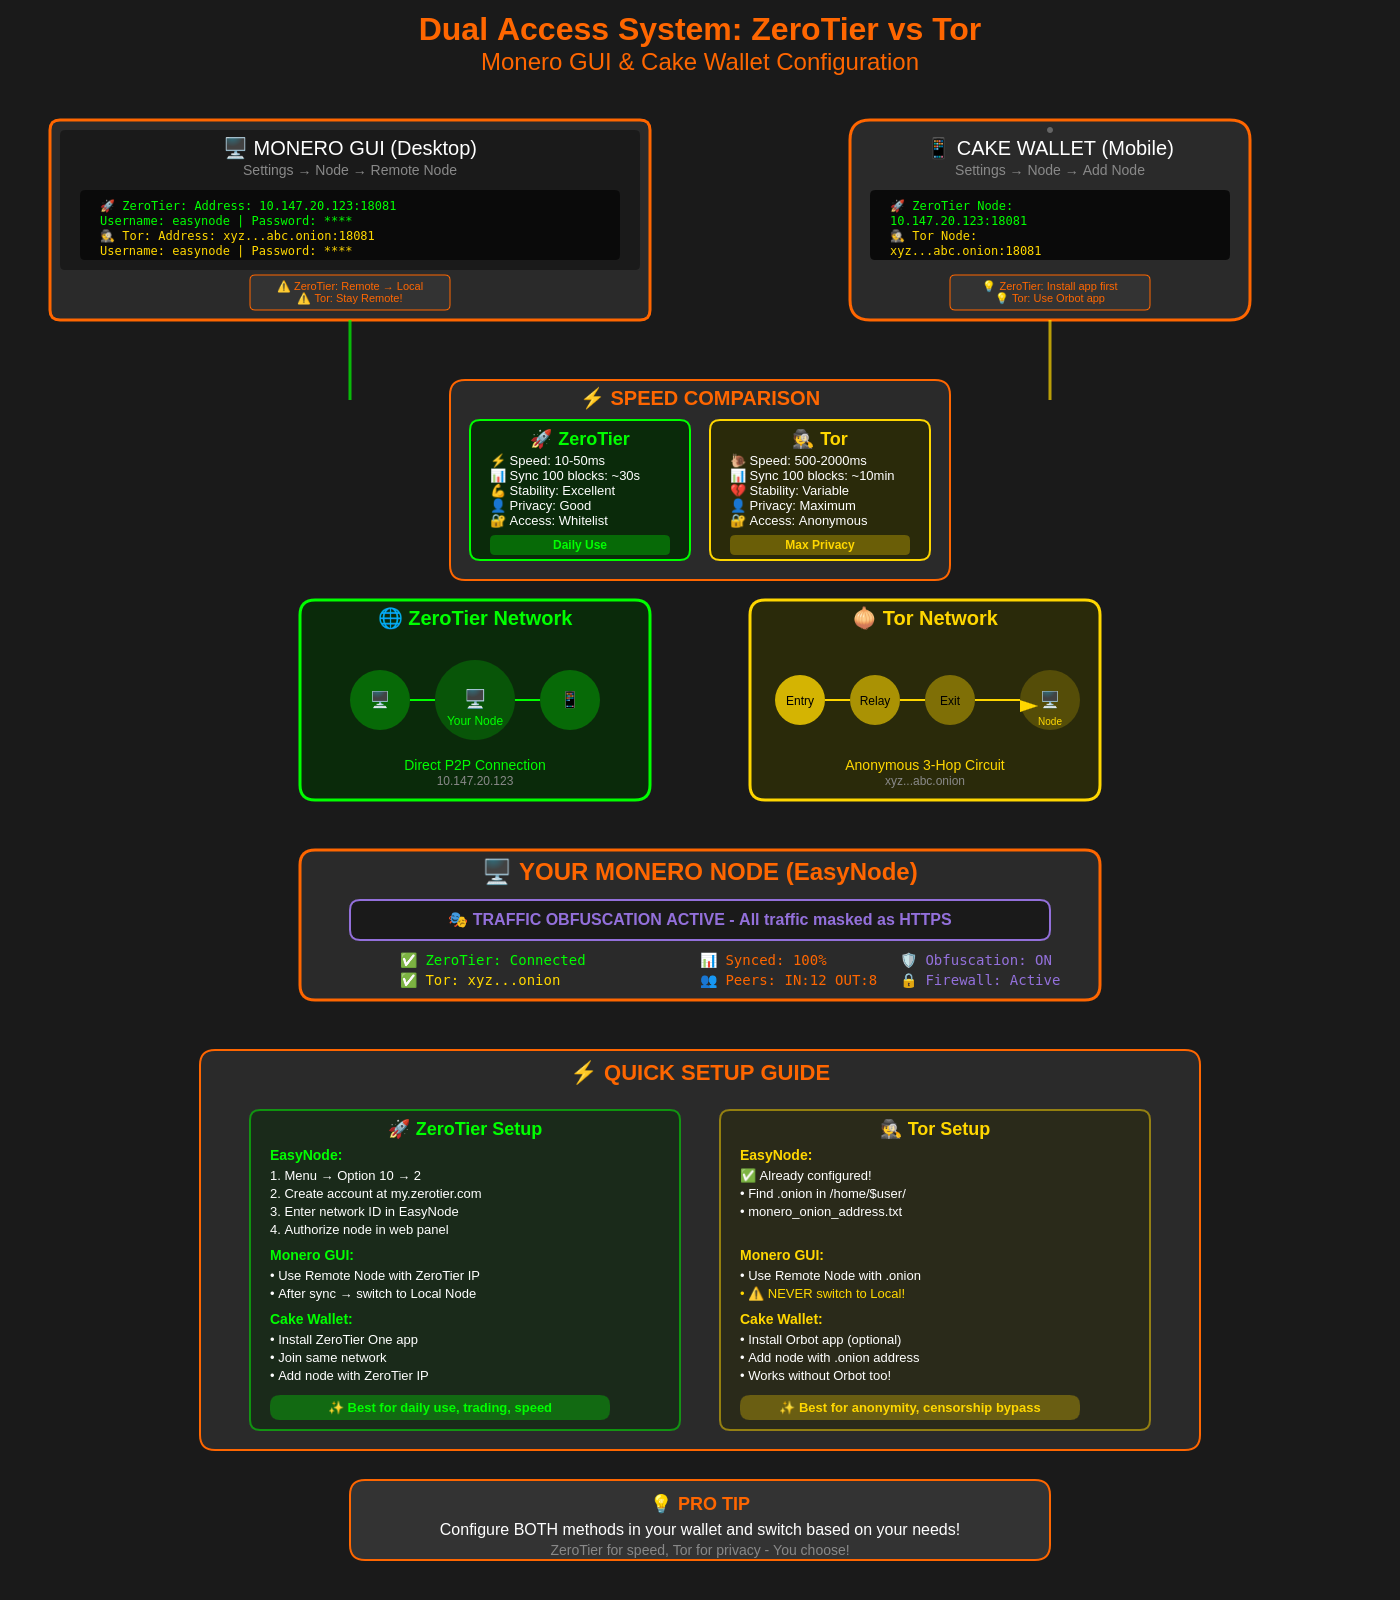 Dual Access System: ZeroTier vs Tor
Monero GUI & Cake Wallet Configuration
🖥️ MONERO GUI (Desktop)
Settings → Node → Remote Node
🚀 ZeroTier: Address: 10.147.20.123:18081
Username: easynode | Password: ****
🕵️ Tor: Address: xyz...abc.onion:18081
Username: easynode | Password: ****
⚠️ ZeroTier: Remote → Local
⚠️ Tor: Stay Remote!
📱 CAKE WALLET (Mobile)
Settings → Node → Add Node
🚀 ZeroTier Node:
10.147.20.123:18081
🕵️ Tor Node:
xyz...abc.onion:18081
💡 ZeroTier: Install app first
💡 Tor: Use Orbot app
⚡ SPEED COMPARISON
🚀 ZeroTier
⚡ Speed: 10-50ms
📊 Sync 100 blocks: ~30s
💪 Stability: Excellent
👤 Privacy: Good
🔐 Access: Whitelist
Daily Use
🕵️ Tor
🐌 Speed: 500-2000ms
📊 Sync 100 blocks: ~10min
💔 Stability: Variable
👤 Privacy: Maximum
🔐 Access: Anonymous
Max Privacy
🌐 ZeroTier Network
Your Node
Direct P2P Connection
10.147.20.123
🧅 Tor Network
Entry
Relay
Exit
Node
Anonymous 3-Hop Circuit
xyz...abc.onion
🖥️ YOUR MONERO NODE (EasyNode)
🎭 TRAFFIC OBFUSCATION ACTIVE - All traffic masked as HTTPS
✅ ZeroTier: Connected
✅ Tor: xyz...onion
📊 Synced: 100%
👥 Peers: IN:12 OUT:8
🛡️ Obfuscation: ON
🔒 Firewall: Active
⚡ QUICK SETUP GUIDE
🚀 ZeroTier Setup
EasyNode:
1. Menu → Option 10 → 2
2. Create account at my.zerotier.com
3. Enter network ID in EasyNode
4. Authorize node in web panel
Monero GUI:
• Use Remote Node with ZeroTier IP
• After sync → switch to Local Node
Cake Wallet:
• Install ZeroTier One app
• Join same network
• Add node with ZeroTier IP
✨ Best for daily use, trading, speed
🕵️ Tor Setup
EasyNode:
✅ Already configured!
• Find .onion in /home/$user/
• monero_onion_address.txt
Monero GUI:
• Use Remote Node with .onion
• ⚠️ NEVER switch to Local!
Cake Wallet:
• Install Orbot app (optional)
• Add node with .onion address
• Works without Orbot too!
✨ Best for anonymity, censorship bypass
💡 PRO TIP
Configure BOTH methods in your wallet and switch based on your needs!
ZeroTier for speed, Tor for privacy - You choose!